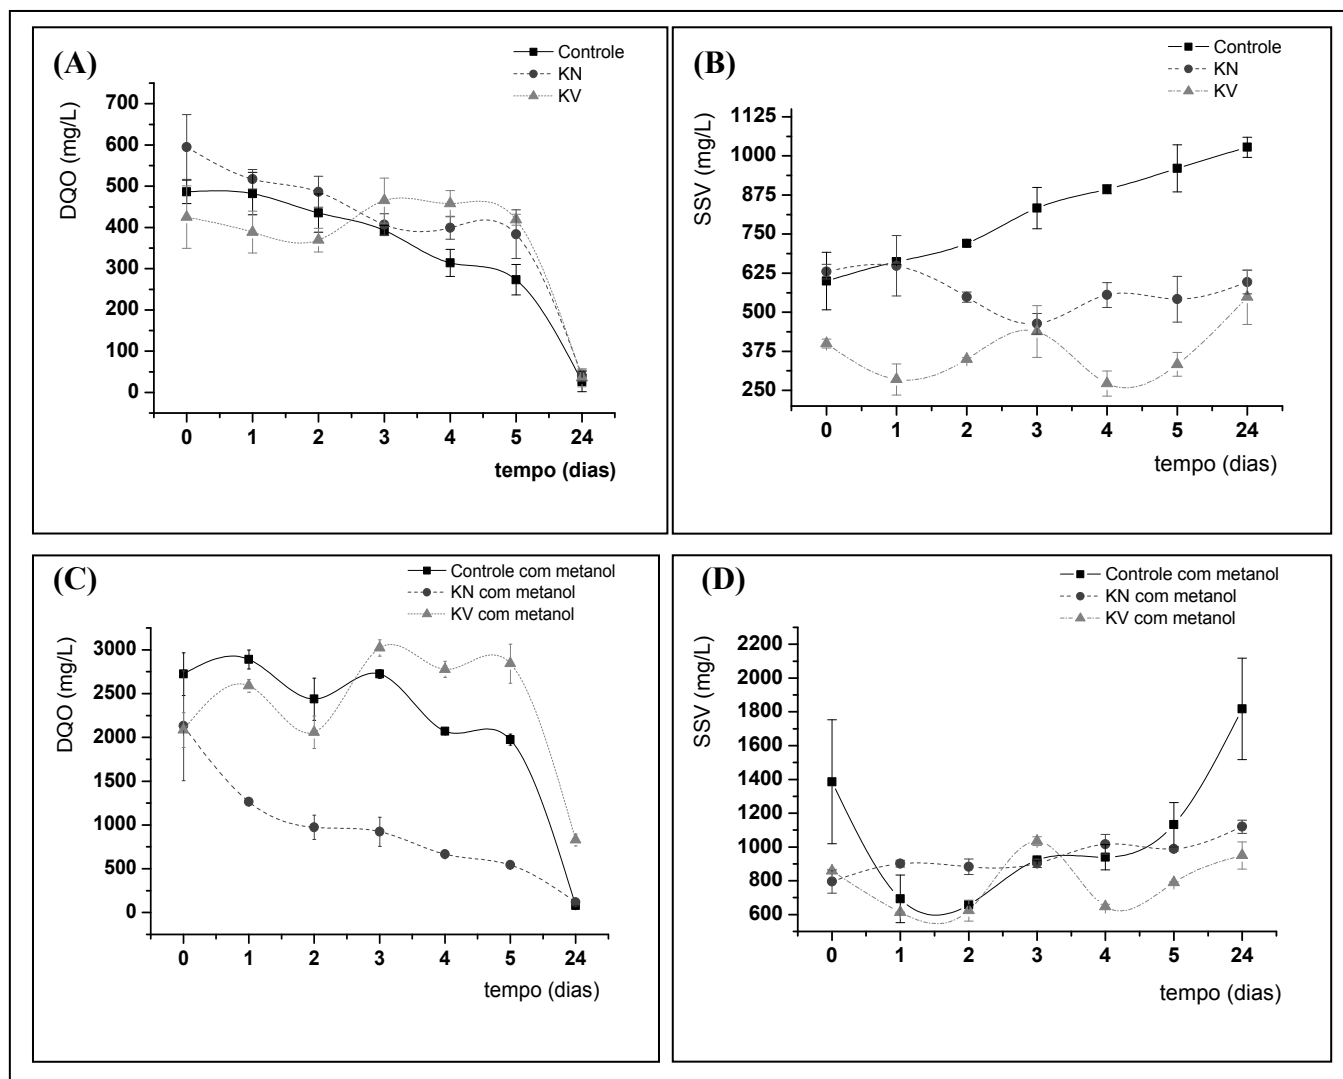 (A)
Controle
KN
KV
DQO (mg/L)
700
600
500
400
300
200
100
0
0 1 2 3 4 5 24
tempo (dias)
(B)
Controle
KN
KV
SSV (mg/L)
1125
1000
875
750
625
500
375
250
0 1 2 3 4 5 24
tempo (dias)
(C)
Controle com metanol
KN com metanol
KV com metanol
DQO (mg/L)
3000
2500
2000
1500
1000
500
0
0 1 2 3 4 5 24
tempo (dias)
(D)
Controle com metanol
KN com metanol
KV com metanol
SSV (mg/L)
2200
2000
1800
1600
1400
1200
1000
800
600
0 1 2 3 4 5 24
tempo (dias)